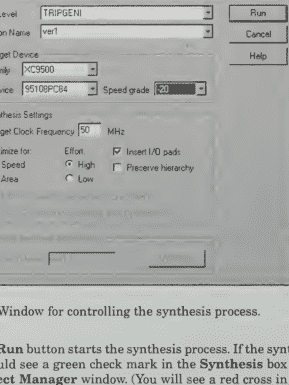 Level TRIPGENI Run
on Name ver1 Cancel
get Device Help
mily XC9500
vice 95108PC84 Speed grade -20
thesis Settings
get Clock Frequency 50 MHz
imize for Effort Insert I/O pads
Speed High Preserve hierarchy
Area Low
Window for controlling the synthesis process.
Run button starts the synthesis process. If the synt
uld see a green check mark in the Synthesis box
ect Manager window. (You will see a red cross in